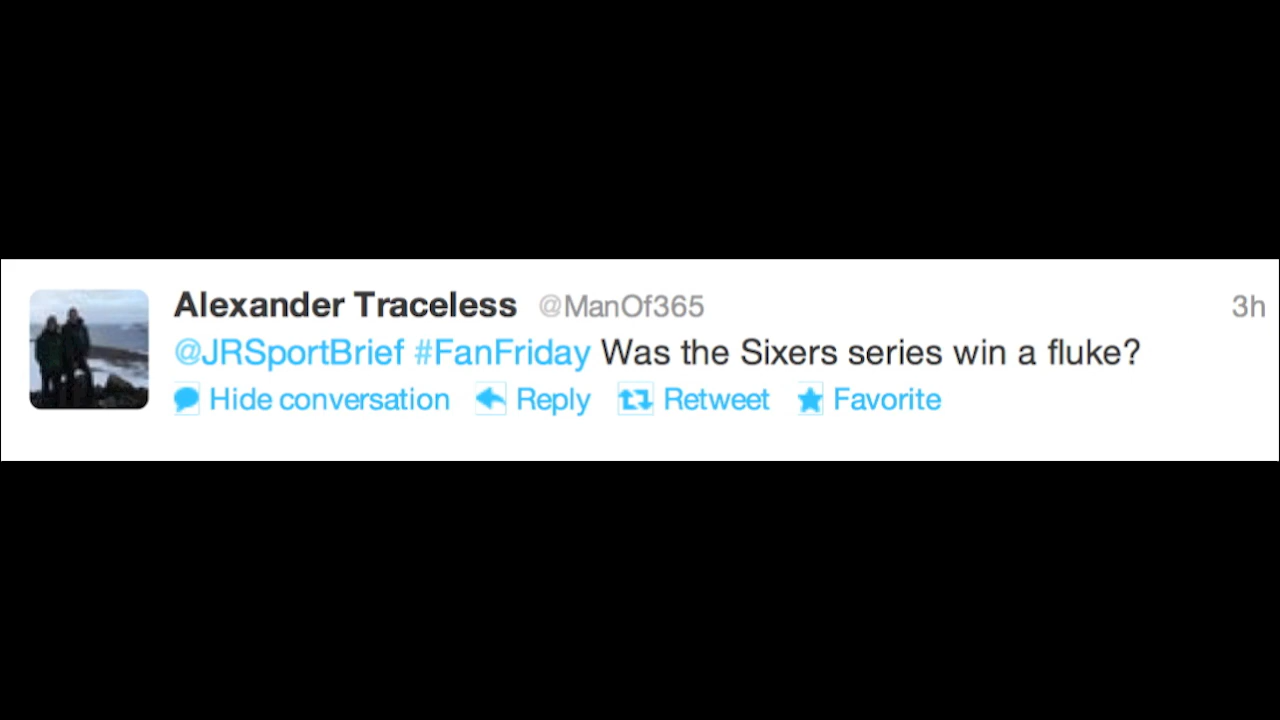 Alexander Traceless @ManOf365 3h
@JRSportBrief #FanFriday Was the Sixers series win a fluke?
Hide conversation Reply Retweet Favorite